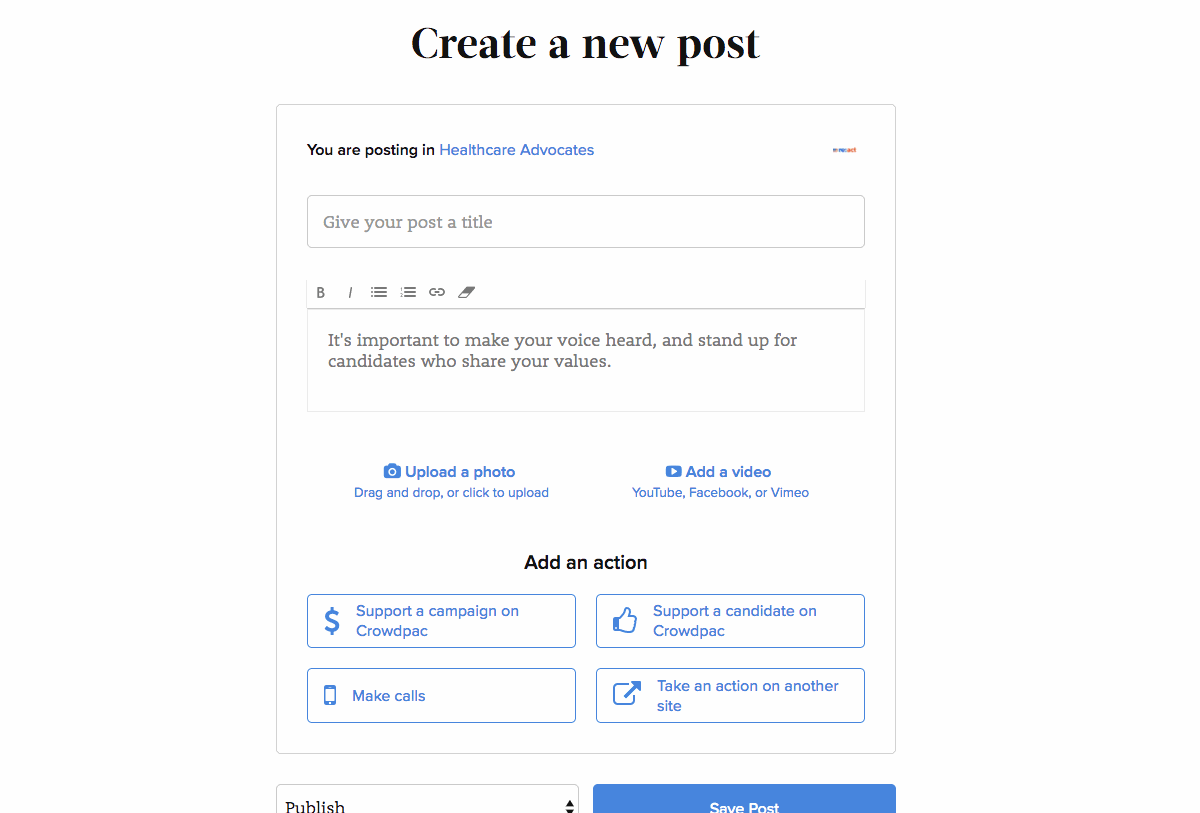 Create a new post
You are posting in Healthcare Advocates
Give your post a title
B I
It's important to make your voice heard, and stand up for
candidates who share your values.
Upload a photo
Drag and drop, or click to upload
Add a video
YouTube, Facebook, or Vimeo
Add an action
Support a campaign on
Crowdpac
Support a candidate on
Crowdpac
Make calls
Take an action on another
site
Publish
Save Post